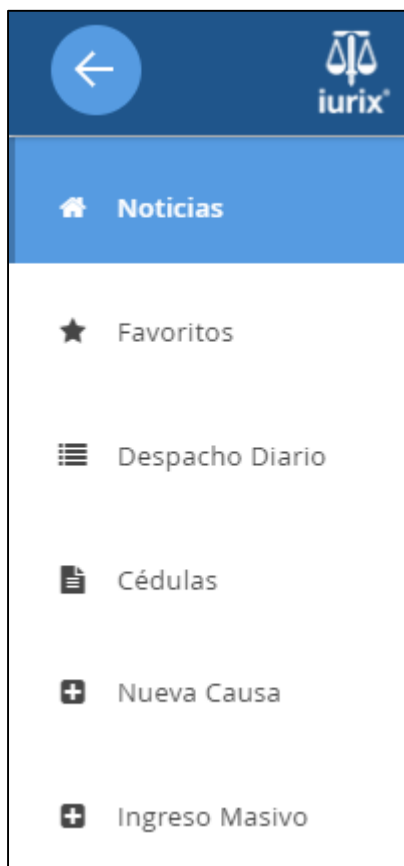 iurix®
Noticias
Favoritos
Despacho Diario
Cédulas
Nueva Causa
Ingreso Masivo